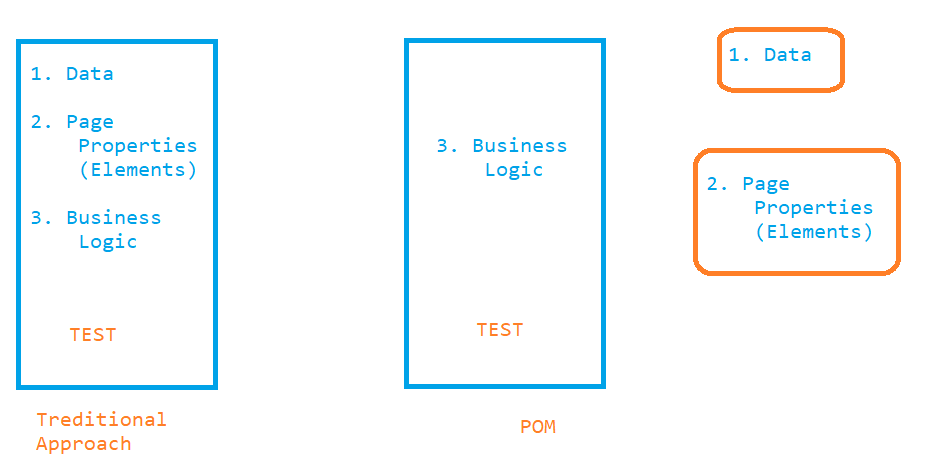 1. Data
2. Page
Properties
(Elements)
3. Business
Logic
TEST
Treditional
Approach
3. Business
Logic
TEST
POM
1. Data
2. Page
Properties
(Elements)